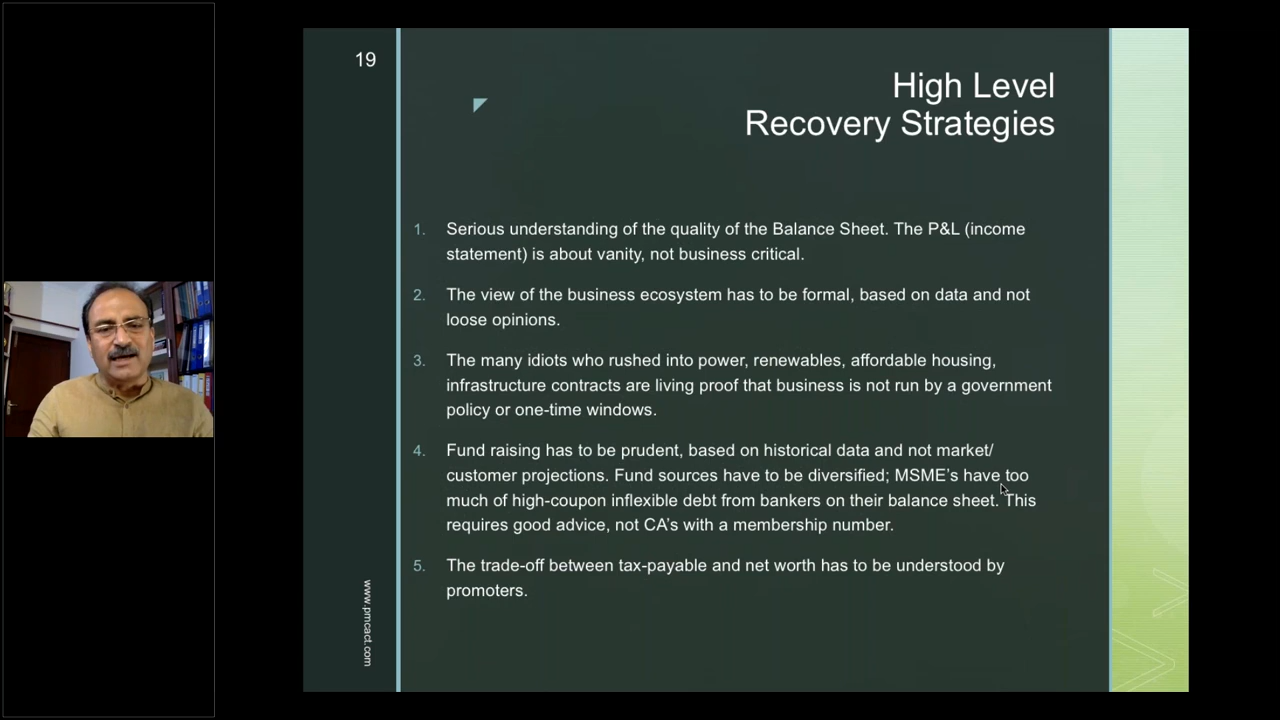 19
High Level
Recovery Strategies
1. Serious understanding of the quality of the Balance Sheet. The P&L (income
statement) is about vanity, not business critical.
2. The view of the business ecosystem has to be formal, based on data and not
loose opinions.
3. The many idiots who rushed into power, renewables, affordable housing,
infrastructure contracts are living proof that business is not run by a government
policy or one-time windows.
4. Fund raising has to be prudent, based on historical data and not market/
customer projections. Fund sources have to be diversified; MSME's have too
much of high-coupon inflexible debt from bankers on their balance sheet. This
requires good advice, not CA's with a membership number.
5. The trade-off between tax-payable and net worth has to be understood by
promoters.
www.pmcact.com